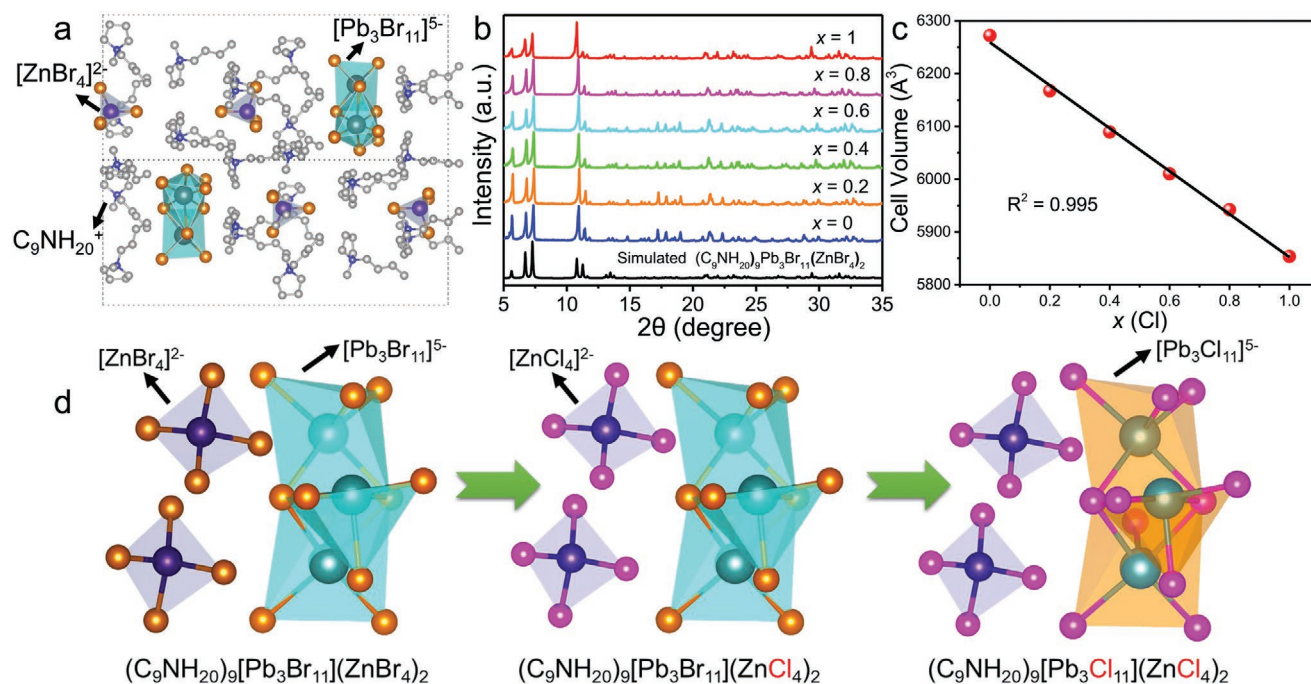 a
[Pb₃Br₁₁]⁵⁻
[ZnBr₄]²⁻
C₉NH₂₀⁺
b
Intensity (a.u.)
x = 1
x = 0.8
x = 0.6
x = 0.4
x = 0.2
x = 0
Simulated (C₉NH₂₀)₉Pb₃Br₁₁(ZnBr₄)₂
5 10 15 20 25 30 35
2θ (degree)
c
Cell Volume (Å³)
6300
6200
6100
6000
5900
5800
R² = 0.995
0.0 0.2 0.4 0.6 0.8 1.0
x (Cl)
d
[ZnBr₄]²⁻
[Pb₃Br₁₁]⁵⁻
[ZnCl₄]²⁻
[Pb₃Cl₁₁]⁵⁻
(C₉NH₂₀)₉[Pb₃Br₁₁](ZnBr₄)₂
(C₉NH₂₀)₉[Pb₃Br₁₁](ZnCl₄)₂
(C₉NH₂₀)₉[Pb₃Cl₁₁](ZnCl₄)₂